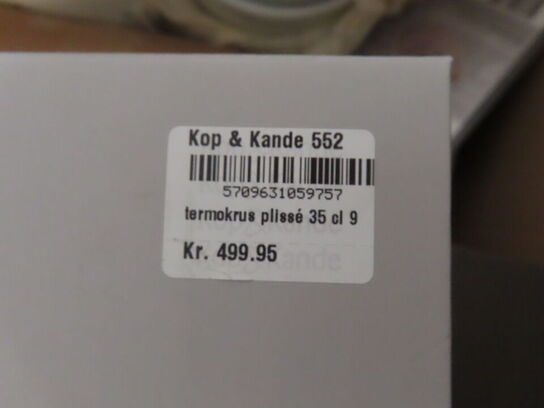 Kop & Kande 552
5709631059757
termokrus plissé 35 cl 9
Kr. 499.95